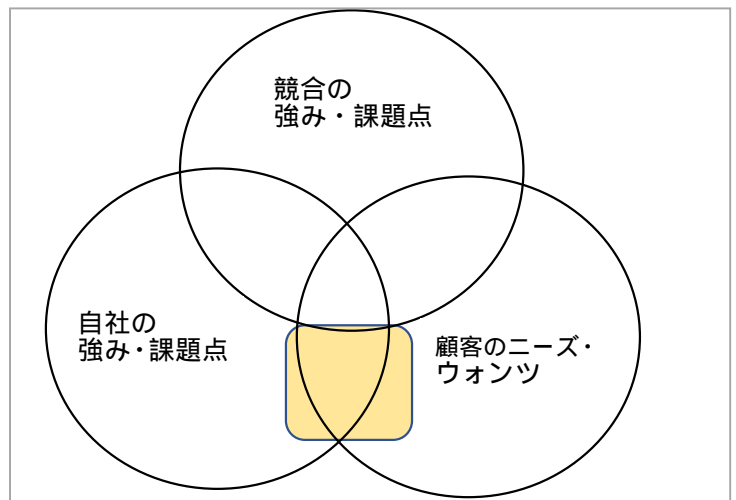 競合の
強み・課題点
自社の
強み・課題点
顧客のニーズ・
ウォンツ